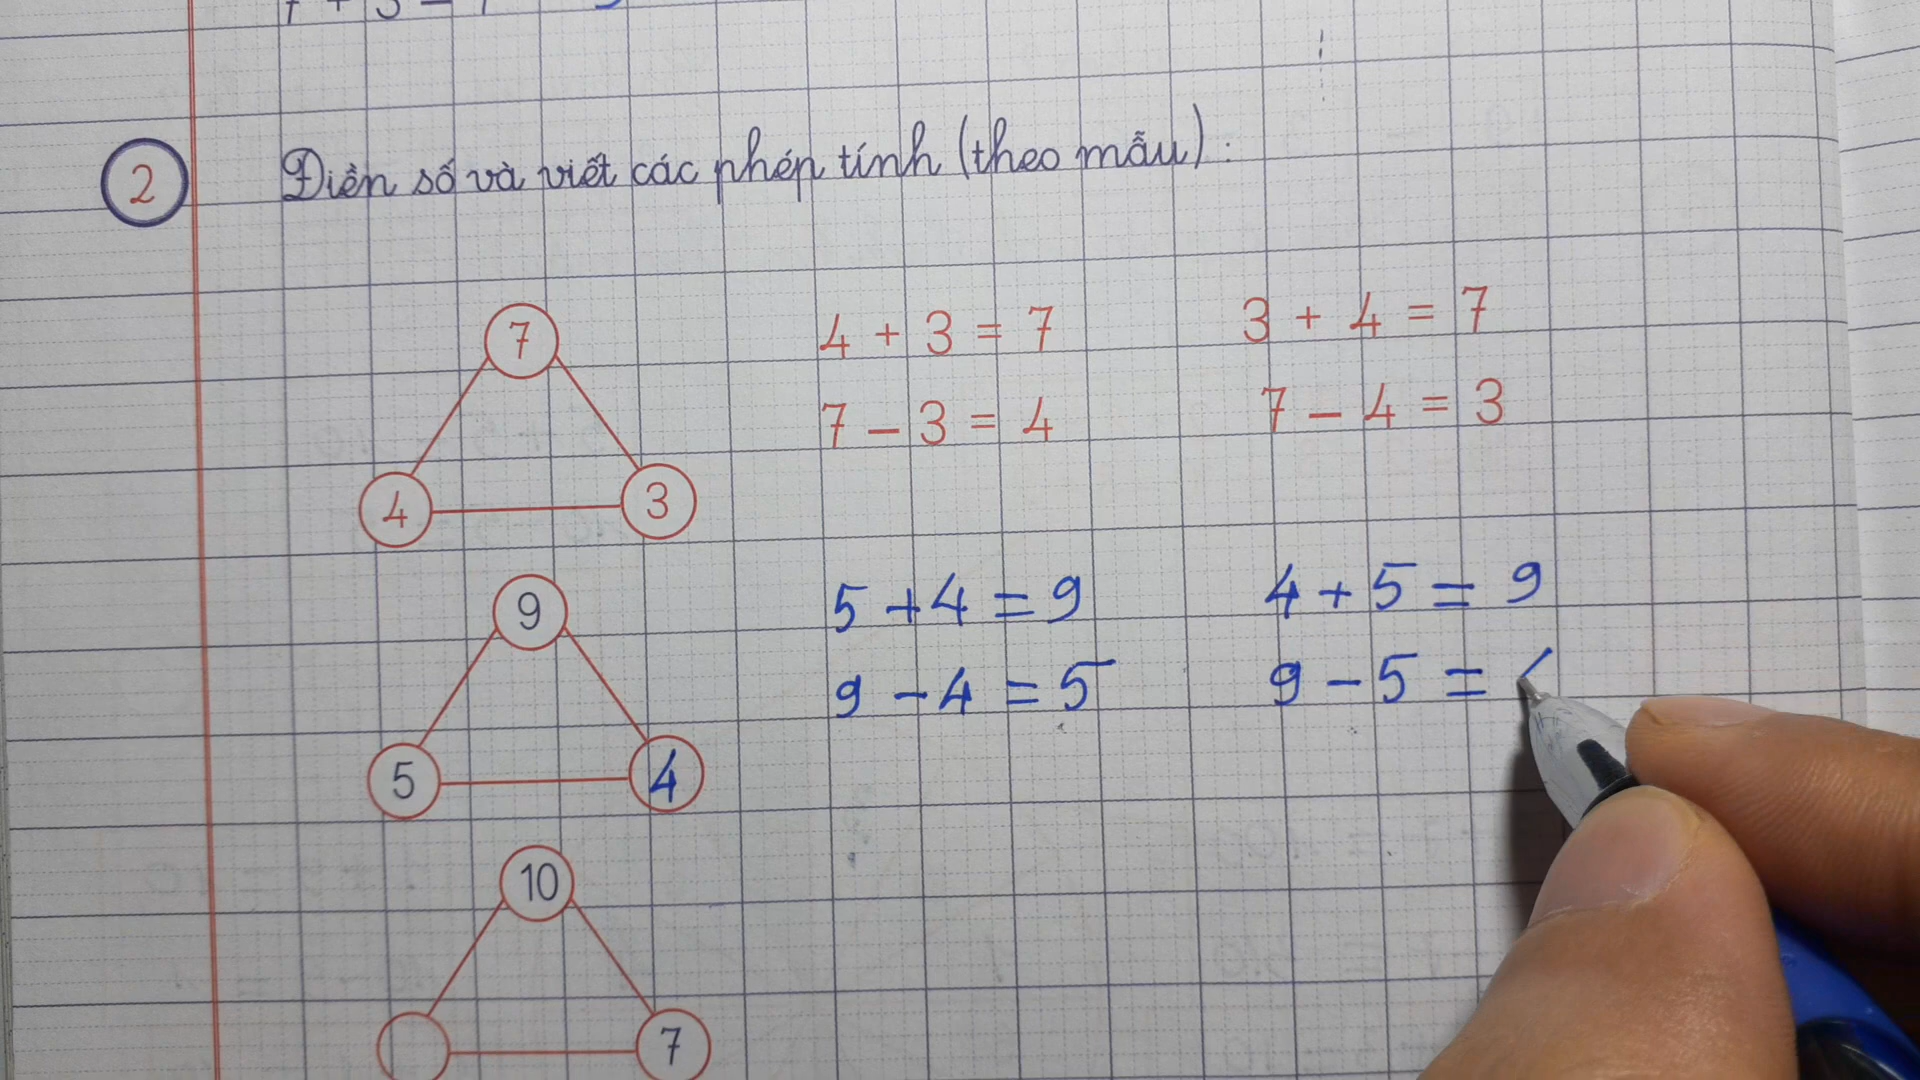 2 Điền số và viết các phép tính (theo mẫu):
7
4 + 3 = 7 3 + 4 = 7
7 - 3 = 4 7 - 4 = 3
4 3
9
5 + 4 = 9 4 + 5 = 9
9 - 4 = 5 9 - 5 =
5 4
10
7